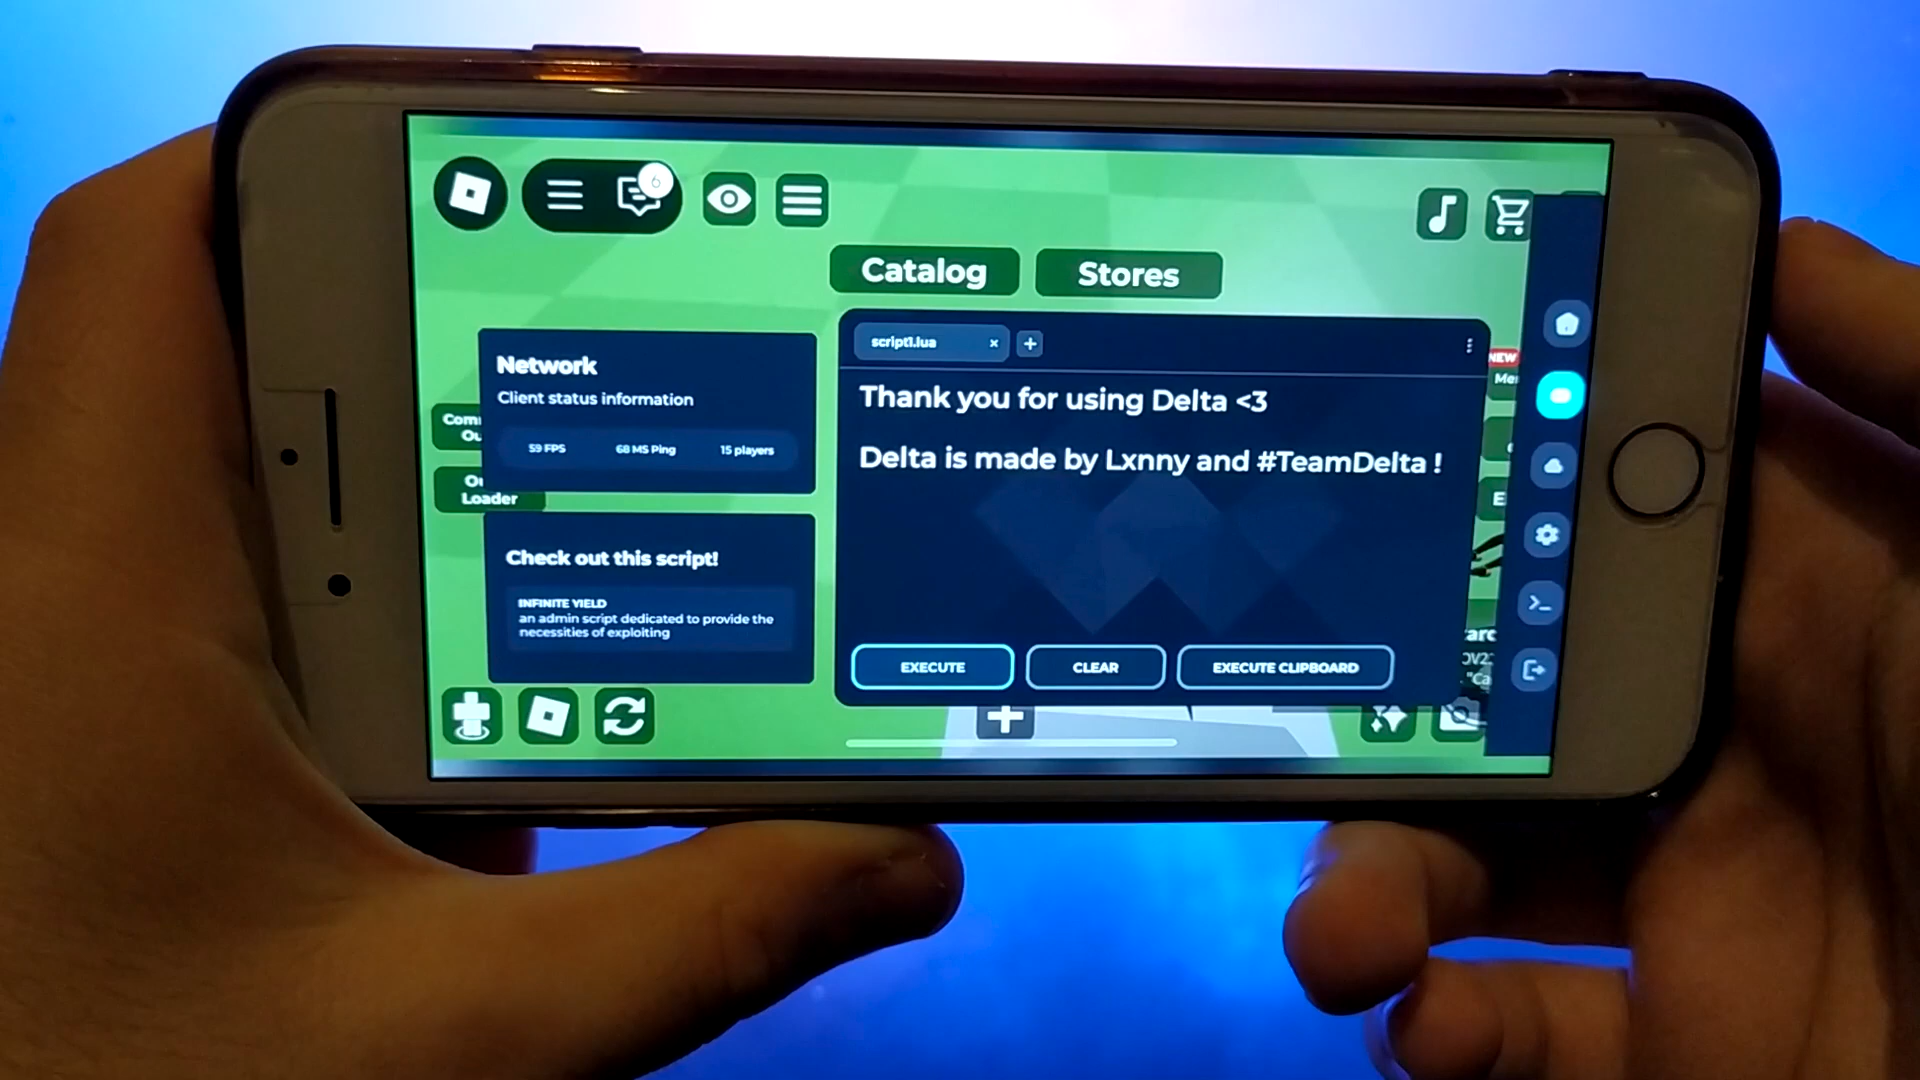 6
Catalog
Stores
Network
Client status information
59 FPS
68 MS Ping
15 players
Loader
Check out this script!
INFINITE YIELD
an admin script dedicated to provide the
necessities of exploiting
script1.lua
×
+
Thank you for using Delta <3
Delta is made by Lxnny and #TeamDelta !
EXECUTE
CLEAR
EXECUTE CLIPBOARD
NEW
>_